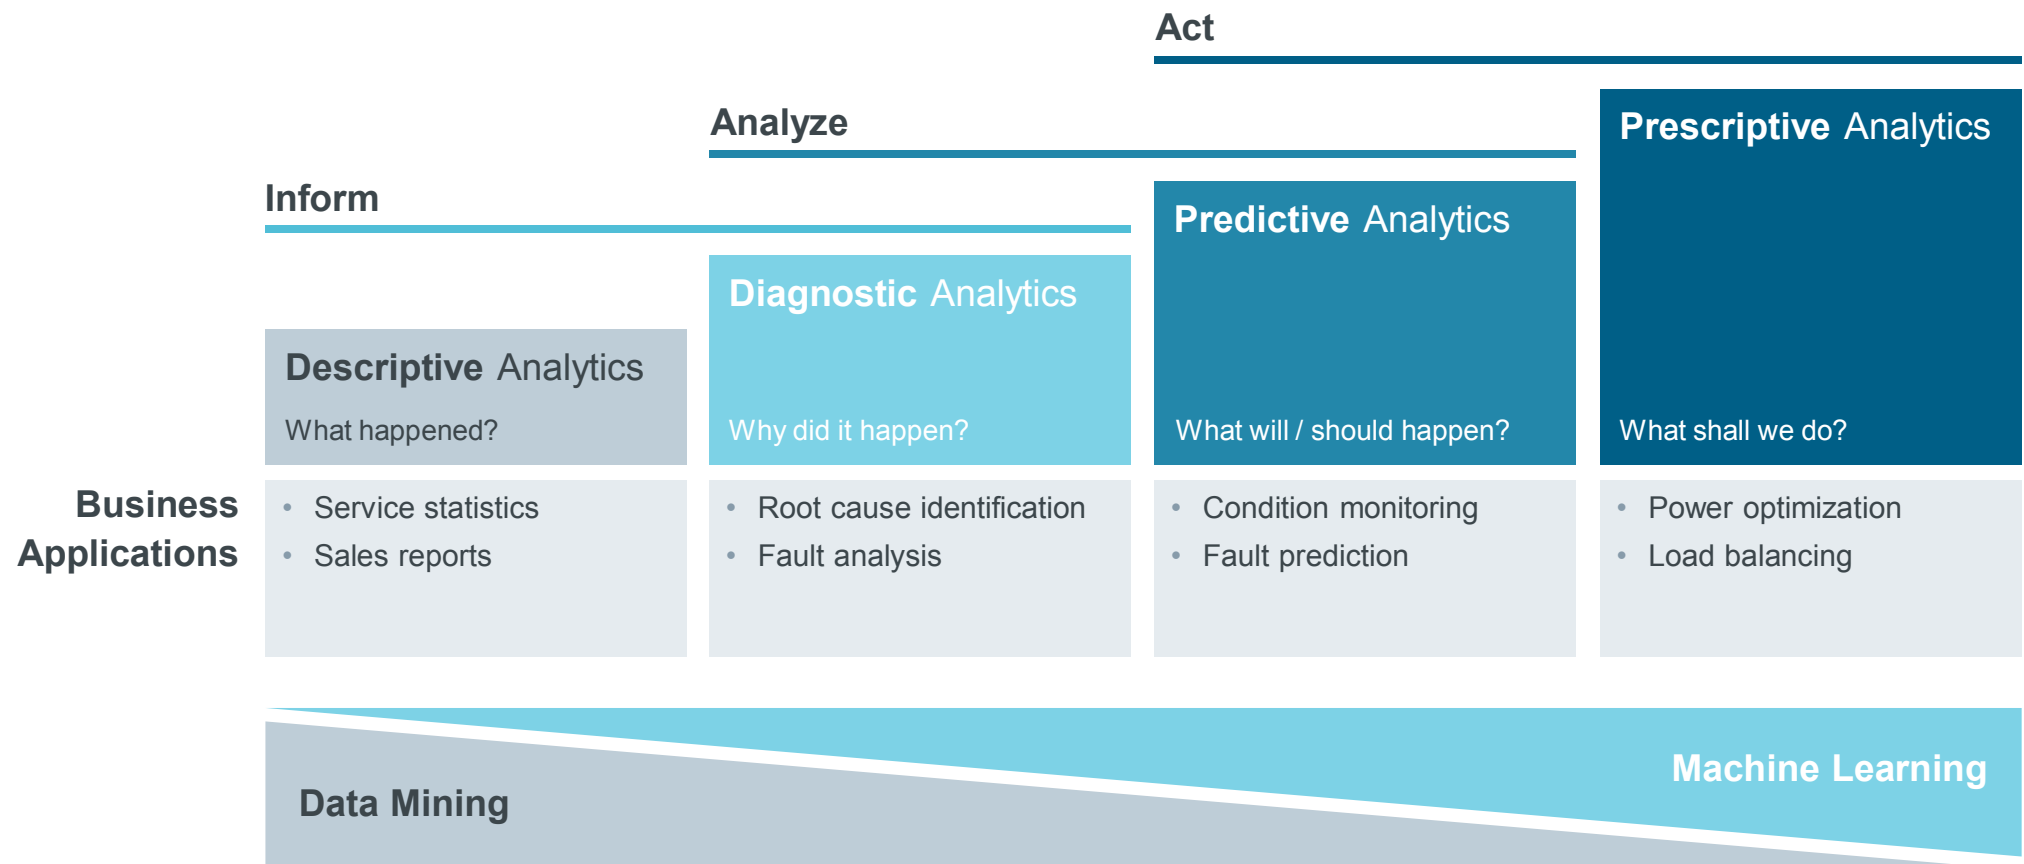 Act
Analyze
Prescriptive Analytics
Inform
Predictive Analytics
Diagnostic Analytics
Descriptive Analytics
What happened?
Why did it happen?
What will / should happen?
What shall we do?
Business
Applications
• Service statistics
• Sales reports
• Root cause identification
• Fault analysis
• Condition monitoring
• Fault prediction
• Power optimization
• Load balancing
Machine Learning
Data Mining